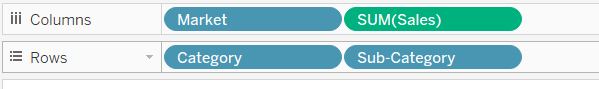 Columns Market SUM(Sales)
Rows Category Sub-Category